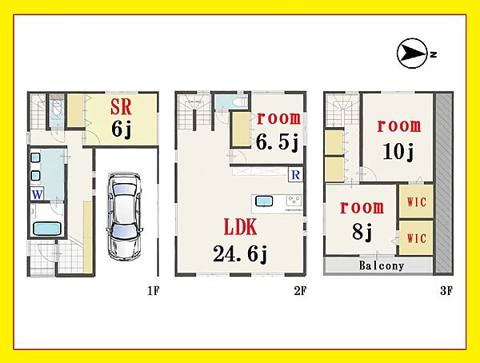 N
SR
6j
W
1F
room
6.5j
R
LDK
24.6j
2F
room
10j
room
8j
WIC
WIC
Balcony
3F